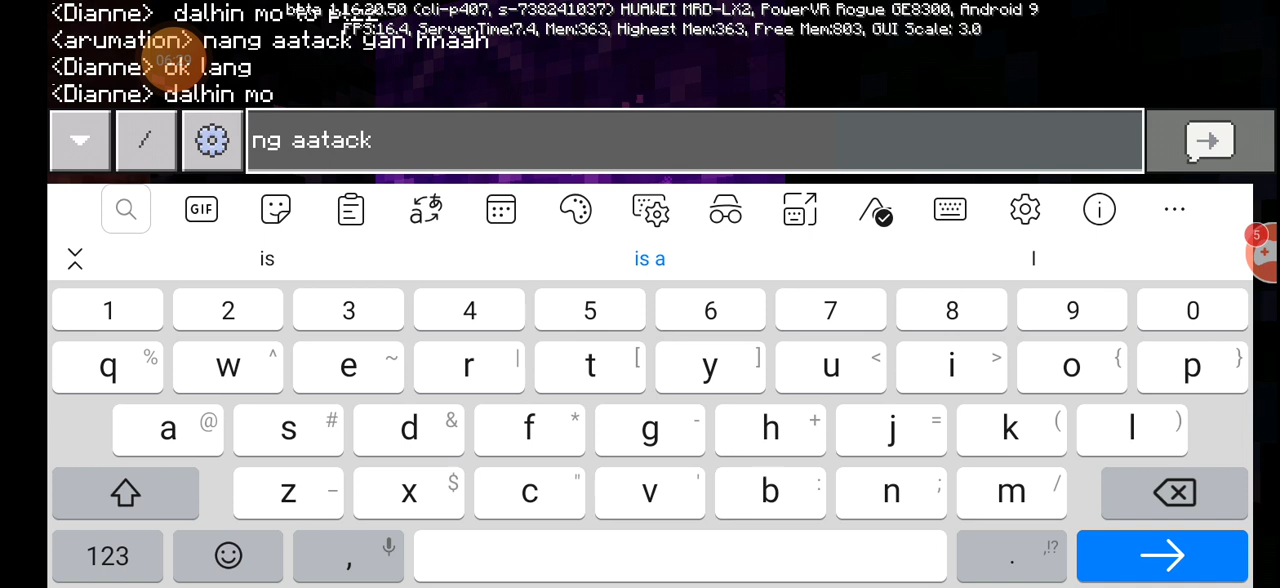 <Dianne> dalhin mo
beta 1.16.20.50 (cli-p407, s-738241037) HUAWEI MRD-LX2, PowerVR Rogue GE8300, Android 9
<arumation> nang aatack yan hnaah
FPS:16.4, ServerTime:7.4, Mem:363, Highest Mem:363, Free Mem:803, GUI Scale: 3.0
06:29
<Dianne> ok lang
<Dianne> dalhin mo
/ ng aatack
GIF
5
is is a I
1 2 3 4 5 6 7 8 9 0
q % w ^ e ~ r | t [ y ] u < i > o { p }
a @ s # d & f * g - h + j = k ( l )
z _ x $ c " v ' b : n ; m /
123 , . ,!?